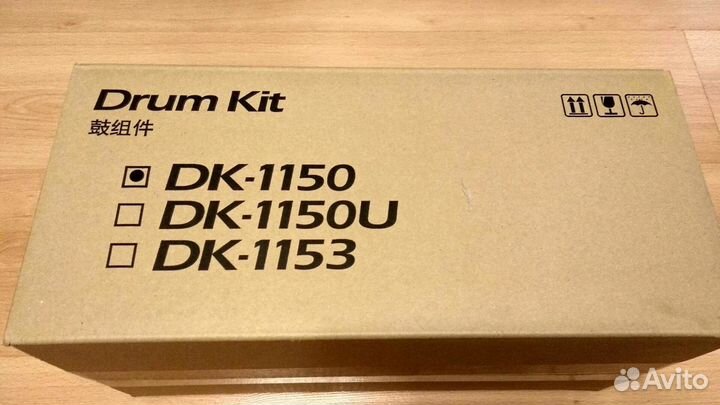 Drum Kit
鼓组件
DK-1150
DK-1150U
DK-1153
Avito